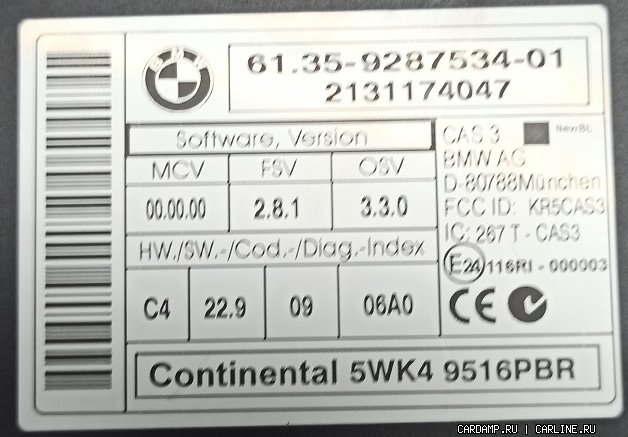 BMW
61.35-9287534-01
2131174047
Software, Version
MCV FSV OSV
00.00.00 2.8.1 3.3.0
HW./SW.-/Cod.-/Diag.-Index
C4 22.9 09 06A0
CAS 3 NewSL
BMW AG
D-80788München
FCC ID: KR5CAS3
IC: 267 T - CAS3
E24 116RI - 000003
CE
Continental 5WK4 9516PBR
CARDAMP.RU | CARLINE.RU